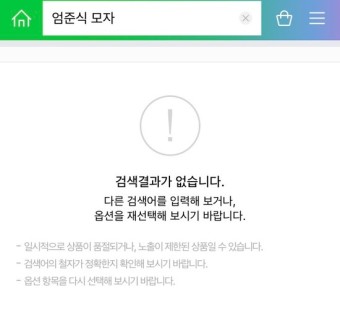 엄준식 모자
검색결과가 없습니다.
다른 검색어를 입력해 보거나,
옵션을 재선택해 보시기 바랍니다.
- 일시적으로 상품이 품절되거나, 노출이 제한된 상품일 수 있습니다.
- 검색어의 철자가 정확한지 확인해 보시기 바랍니다.
- 옵션 항목을 다시 선택해 보시기 바랍니다.